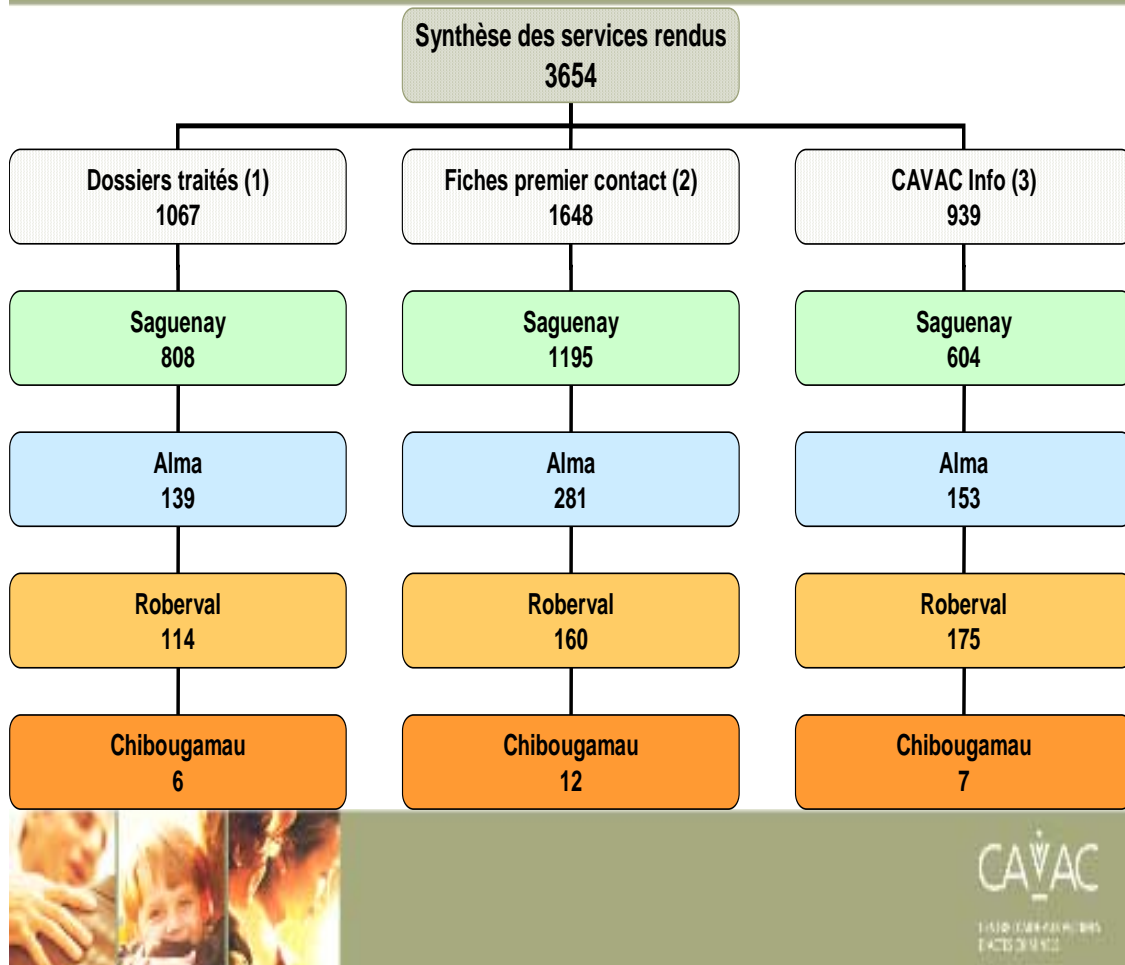 Synthèse des services rendus
3654
Dossiers traités (1)
1067
Fiches premier contact (2)
1648
CAVAC Info (3)
939
Saguenay
808
Saguenay
1195
Saguenay
604
Alma
139
Alma
281
Alma
153
Roberval
114
Roberval
160
Roberval
175
Chibougamau
6
Chibougamau
12
Chibougamau
7
CAVAC